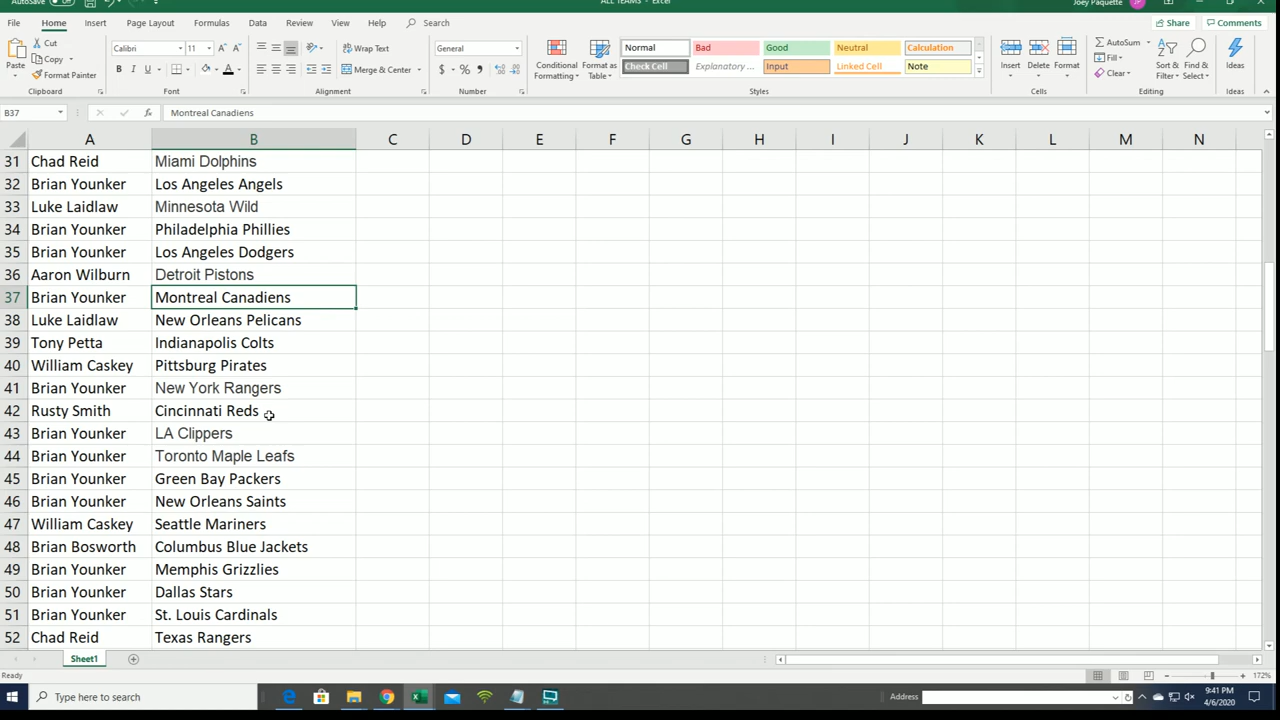 AutoSave Off ALL TEAMS - Excel Joey Paquette JP
File Home Insert Page Layout Formulas Data Review View Help Search Share Comments
Paste Cut Copy Format Painter Clipboard
Calibri 11 B I U Font
Wrap Text Merge & Center Alignment
General $ % , Number
Conditional Formatting Format as Table
Normal Bad Good Neutral Calculation
Check Cell Explanatory ... Input Linked Cell Note
Styles
Insert Delete Format Cells
AutoSum Fill Clear Sort & Filter Find & Select Editing
Ideas Ideas
B37 fx Montreal Canadiens
A B C D E F G H I J K L M N
31 Chad Reid Miami Dolphins
32 Brian Younker Los Angeles Angels
33 Luke Laidlaw Minnesota Wild
34 Brian Younker Philadelphia Phillies
35 Brian Younker Los Angeles Dodgers
36 Aaron Wilburn Detroit Pistons
37 Brian Younker Montreal Canadiens
38 Luke Laidlaw New Orleans Pelicans
39 Tony Petta Indianapolis Colts
40 William Caskey Pittsburg Pirates
41 Brian Younker New York Rangers
42 Rusty Smith Cincinnati Reds
43 Brian Younker LA Clippers
44 Brian Younker Toronto Maple Leafs
45 Brian Younker Green Bay Packers
46 Brian Younker New Orleans Saints
47 William Caskey Seattle Mariners
48 Brian Bosworth Columbus Blue Jackets
49 Brian Younker Memphis Grizzlies
50 Brian Younker Dallas Stars
51 Brian Younker St. Louis Cardinals
52 Chad Reid Texas Rangers
Sheet1
Ready 172%
Type here to search Address 9:41 PM
4/6/2020